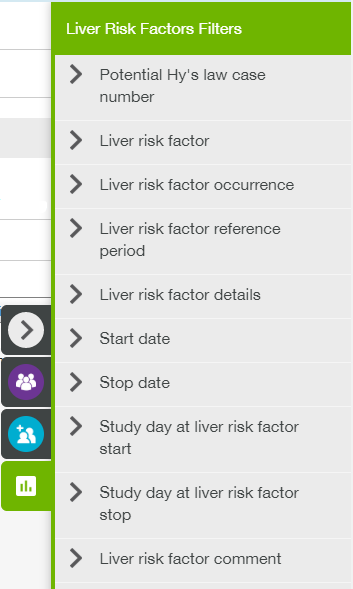 Liver Risk Factors Filters
Potential Hy's law case
number
Liver risk factor
Liver risk factor occurrence
Liver risk factor reference
period
Liver risk factor details
Start date
Stop date
Study day at liver risk factor
start
Study day at liver risk factor
stop
Liver risk factor comment